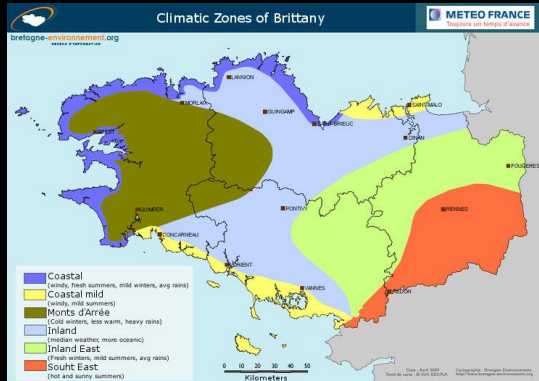 Climatic Zones of Brittany
METEO FRANCE
Toujours un temps d'avance
bretagne-environnement.org
LANNION
MORLAIX
GUINGAMP
SAINT-MALO
SAINT-BRIEUC
BREST
DINAN
FOUGERES
QUIMPER
PONTIVY
RENNES
CONCARNEAU
LORIENT
VANNES
REDON
Coastal
(windy, fresh summers, mild winters, avg rains)
Coastal mild
(windy, mild summers)
Monts d'Arrée
(Cold winters, less warm, heavy rains)
Inland
(median weather, more oceanic)
Inland East
(Fresh winters, mild summers, avg rains)
Souht East
(hot and sunny summers)
0 10 20 30 40 50
Kilometers